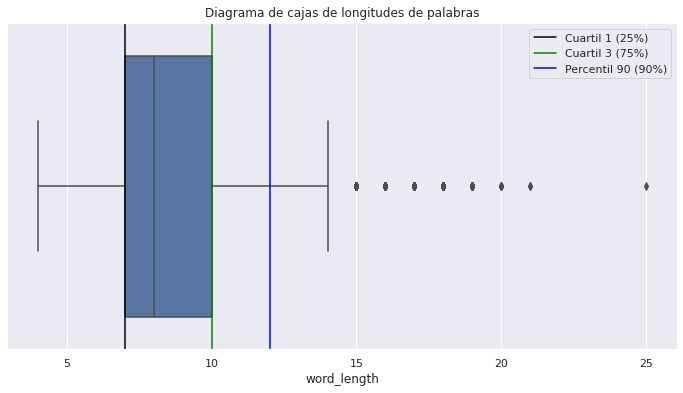 Diagrama de cajas de longitudes de palabras
Cuartil 1 (25%)
Cuartil 3 (75%)
Percentil 90 (90%)
5 10 15 20 25
word_length